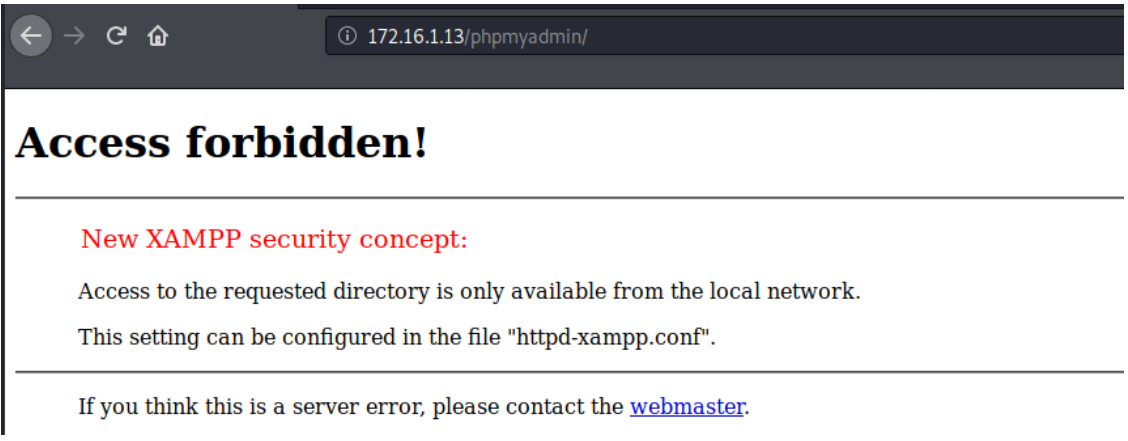 172.16.1.13/phpmyadmin/
Access forbidden!
New XAMPP security concept:
Access to the requested directory is only available from the local network.
This setting can be configured in the file "httpd-xampp.conf".
If you think this is a server error, please contact the webmaster.